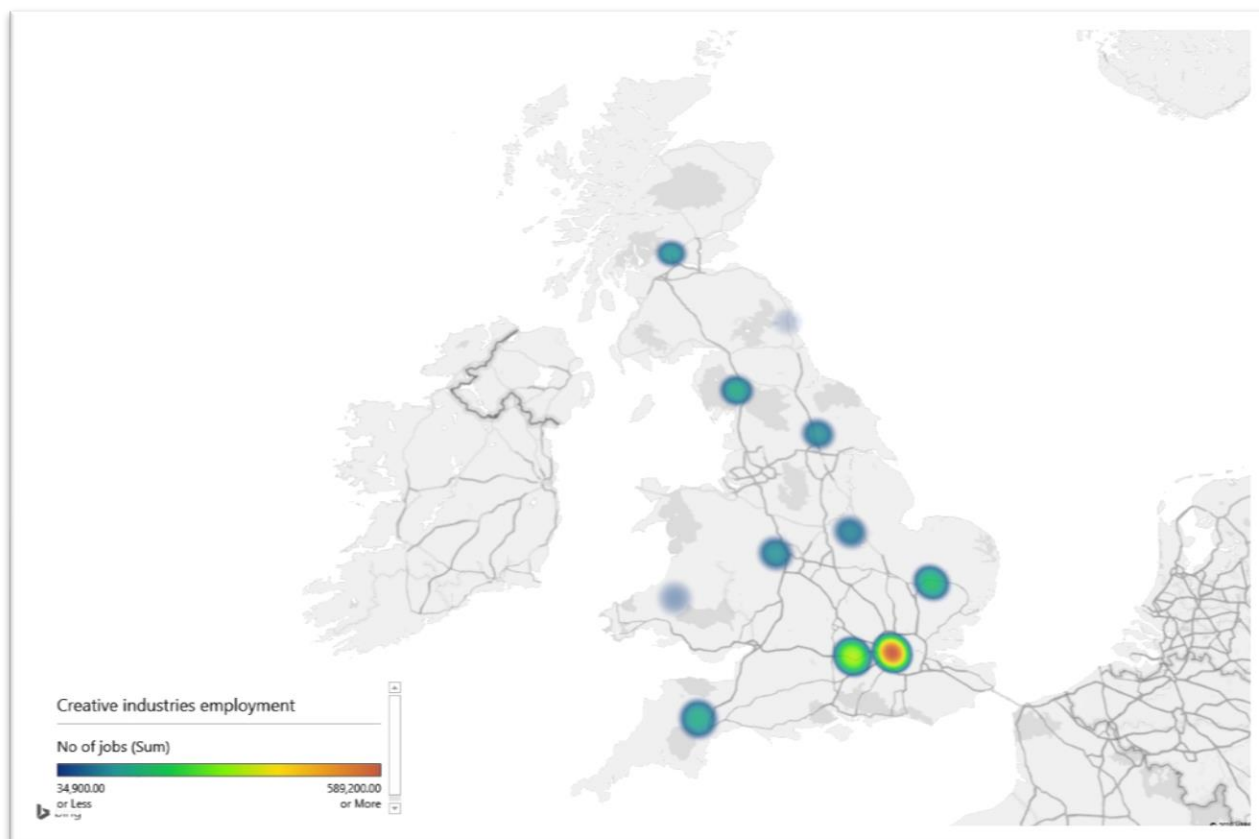 Creative industries employment
No of jobs (Sum)
34,900.00 589,200.00
or Less or More